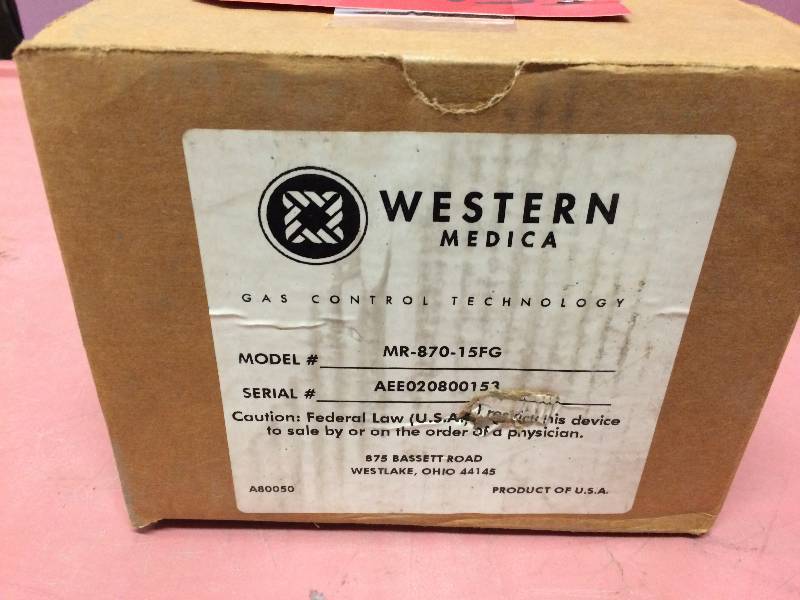 WESTERN
MEDICA
GAS CONTROL TECHNOLOGY
MODEL # MR-870-15FG
SERIAL # AEE020800153
Caution: Federal Law (U.S.A.) this device
to sale by or on the order of a physician.
875 BASSETT ROAD
WESTLAKE, OHIO 44145
A80050 PRODUCT OF U.S.A.